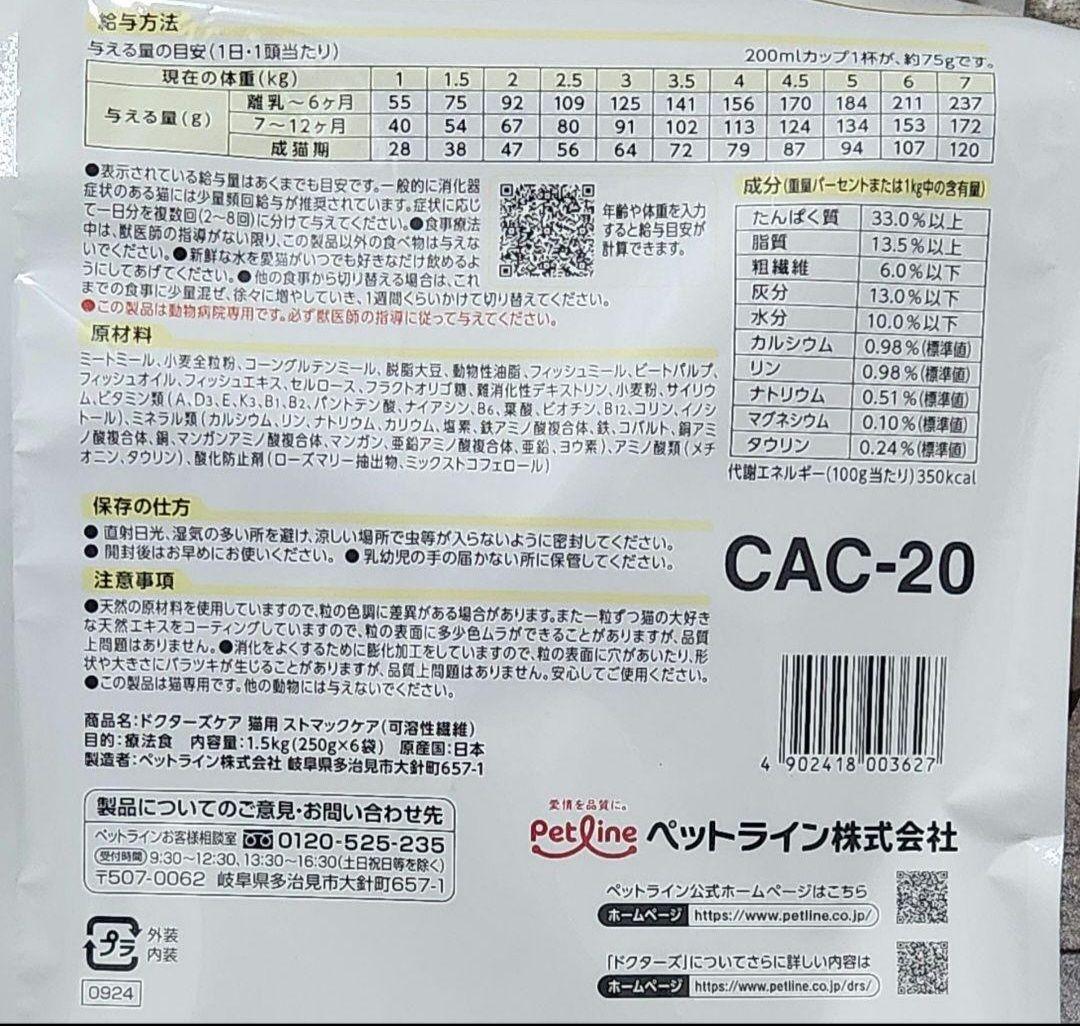 給与方法
与える量の目安(1日・1頭当たり)
200mlカップ1杯が、約75gです。
現在の体重(kg) 1 1.5 2 2.5 3 3.5 4 4.5 5 6 7
与える量(g)
離乳〜6ヶ月 55 75 92 109 125 141 156 170 184 211 237
7〜12ヶ月 40 54 67 80 91 102 113 124 134 153 172
成猫期 28 38 47 56 64 72 79 87 94 107 120
●表示されている給与量はあくまでも目安です。一般的に消化器
症状のある猫には少量頻回給与が推奨されています。症状に応じ
て一日分を複数回(2〜8回)に分けて与えてください。●食事療法
中は、獣医師の指導がない限り、この製品以外の食べ物は与えな
いでください。●新鮮な水を愛猫がいつでも好きなだけ飲めるよ
うにしてあげてください。●他の食事から切り替える場合は、これ
までの食事に少量混ぜ、徐々に増やしていき、1週間くらいかけて切り替えてください。
●この製品は動物病院専用です。必ず獣医師の指導に従って与えてください。
年齢や体重を入力
すると給与目安が
計算できます。
成分(重量パーセントまたは1kg中の含有量)
たんぱく質 33.0%以上
脂質 13.5%以上
粗繊維 6.0%以下
灰分 13.0%以下
水分 10.0%以下
カルシウム 0.98%(標準値)
リン 0.98%(標準値)
ナトリウム 0.51%(標準値)
マグネシウム 0.10%(標準値)
タウリン 0.24%(標準値)
代謝エネルギー(100g当たり)350kcal
原材料
ミートミール、小麦全粒粉、コーングルテンミール、脱脂大豆、動物性油脂、フィッシュミール、ビートパルプ、
フィッシュオイル、フィッシュエキス、セルロース、フラクトオリゴ糖、難消化性デキストリン、小麦粉、サイリウ
ム、ビタミン類(A、D3、E、K3、B1、B2、パントテン酸、ナイアシン、B6、葉酸、ビオチン、B12、コリン、イノシ
トール)、ミネラル類(カルシウム、リン、ナトリウム、カリウム、塩素、鉄アミノ酸複合体、鉄、コバルト、銅アミ
ノ酸複合体、銅、マンガンアミノ酸複合体、マンガン、亜鉛アミノ酸複合体、亜鉛、ヨウ素)、アミノ酸類(メチ
オニン、タウリン)、酸化防止剤(ローズマリー抽出物、ミックストコフェロール)
保存の仕方
●直射日光、湿気の多い所を避け、涼しい場所で虫等が入らないように密封してください。
●開封後はお早めにお使いください。●乳幼児の手の届かない所に保管してください。
注意事項
●天然の原材料を使用していますので、粒の色調に差異がある場合があります。また一粒ずつ猫の大好き
な天然エキスをコーティングしていますので、粒の表面に多少色ムラができることがありますが、品質
上問題はありません。●消化をよくするために膨化加工をしていますので、粒の表面に穴があいたり、形
状や大きさにバラツキが生じることがありますが、品質上問題はありません。安心してご使用ください。
●この製品は猫専用です。他の動物には与えないでください。
CAC-20
商品名:ドクターズケア 猫用 ストマックケア(可溶性繊維)
目的:療法食 内容量:1.5kg(250g×6袋) 原産国:日本
製造者:ペットライン株式会社 岐阜県多治見市大針町657-1
4 902418 003627
製品についてのご意見・お問い合わせ先
ペットラインお客様相談室 0120-525-235
受付時間 9:30〜12:30、13:30〜16:30(土日祝日等を除く)
〒507-0062 岐阜県多治見市大針町657-1
愛情を品質に。
Petline ペットライン株式会社
ペットライン公式ホームページはこちら
ホームページ https://www.petline.co.jp/
「ドクターズ」についてさらに詳しい内容は
ホームページ https://www.petline.co.jp/drs/
プラ
外装
内装
0924